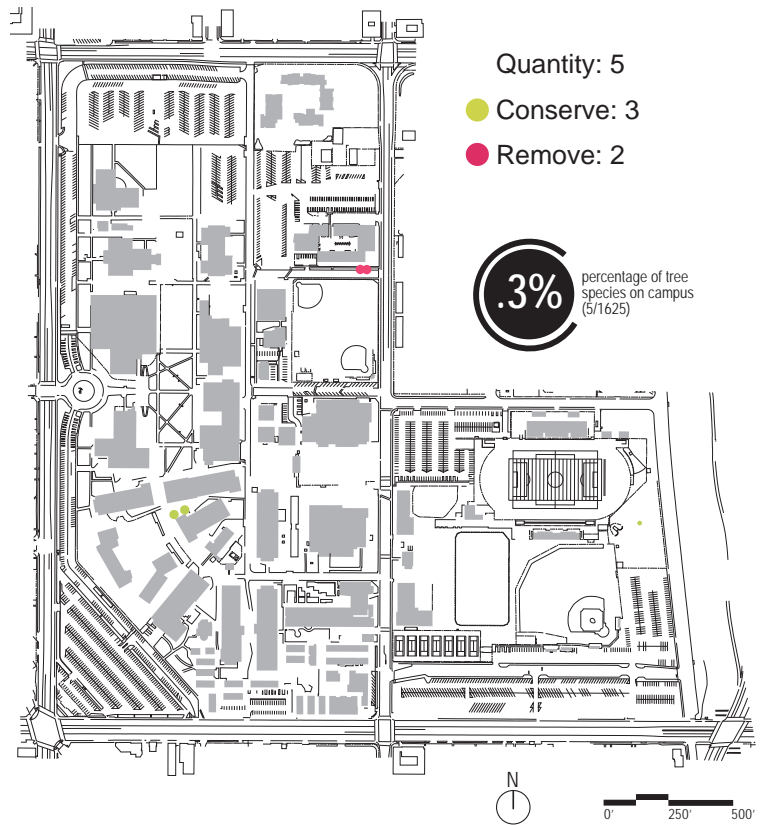 Quantity: 5
Conserve: 3
Remove: 2
.3%
percentage of tree
species on campus
(5/1625)
N
0'
250'
500'